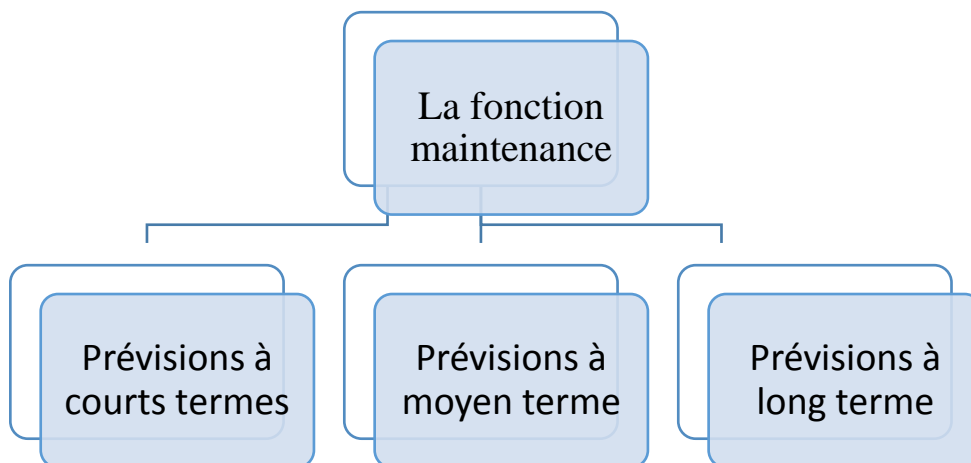 La fonction
maintenance
Prévisions à
courts termes
Prévisions à
moyen terme
Prévisions à
long terme